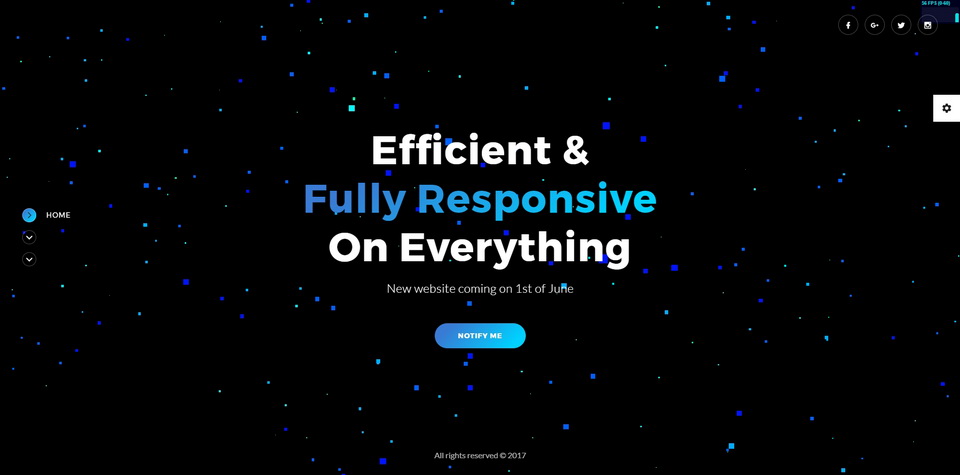 36 FPS (0-60)
HOME
Efficient &
Fully Responsive
On Everything
New website coming on 1st of June
NOTIFY ME
All rights reserved © 2017